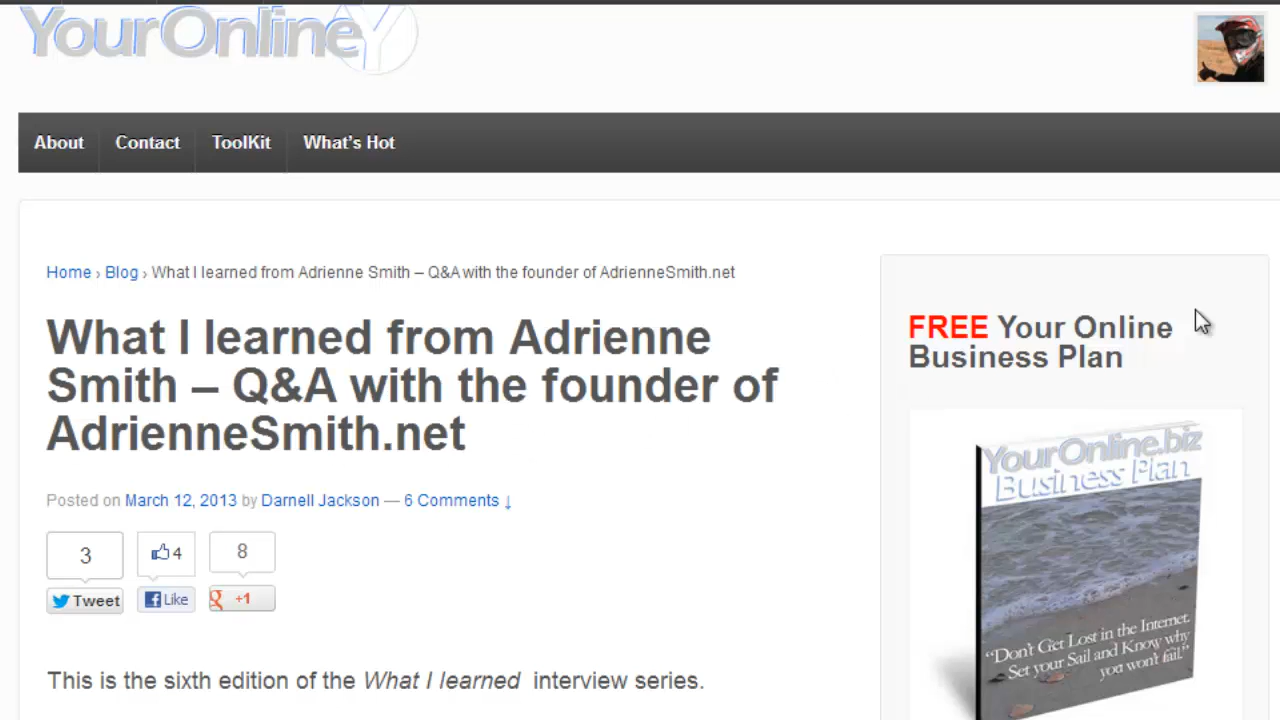 YourOnline Y
About Contact ToolKit What's Hot
Home › Blog › What I learned from Adrienne Smith – Q&A with the founder of AdrienneSmith.net
What I learned from Adrienne
Smith – Q&A with the founder of
AdrienneSmith.net
Posted on March 12, 2013 by Darnell Jackson — 6 Comments ↓
3 4 8
Tweet Like +1
This is the sixth edition of the What I learned interview series.
FREE Your Online
Business Plan
YourOnline.biz
Business Plan
“Don't Get Lost in the Internet.
Set your Sail and Know why
you won't fail.”